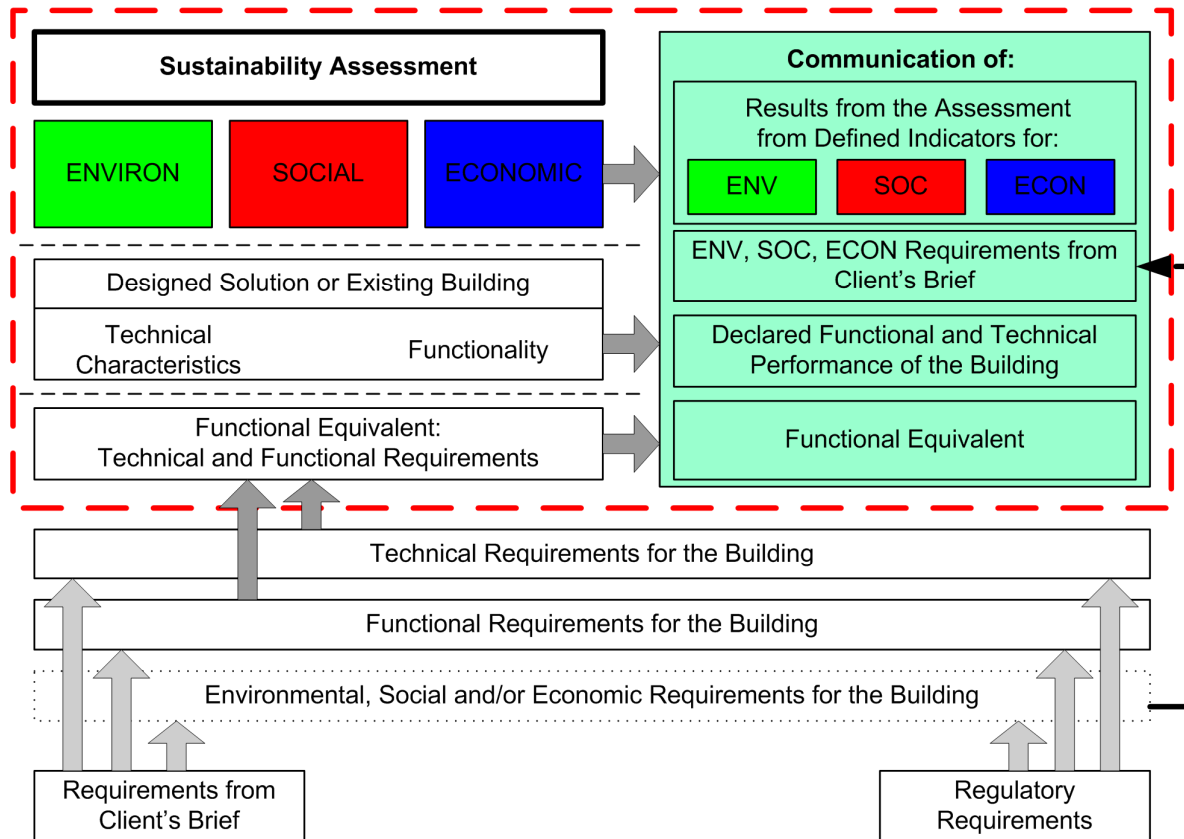 Sustainability Assessment
ENVIRON
SOCIAL
ECONOMIC
Designed Solution or Existing Building
Technical
Characteristics
Functionality
Functional Equivalent:
Technical and Functional Requirements
Communication of:
Results from the Assessment
from Defined Indicators for:
ENV
SOC
ECON
ENV, SOC, ECON Requirements from
Client's Brief
Declared Functional and Technical
Performance of the Building
Functional Equivalent
Technical Requirements for the Building
Functional Requirements for the Building
Environmental, Social and/or Economic Requirements for the Building
Requirements from
Client's Brief
Regulatory
Requirements